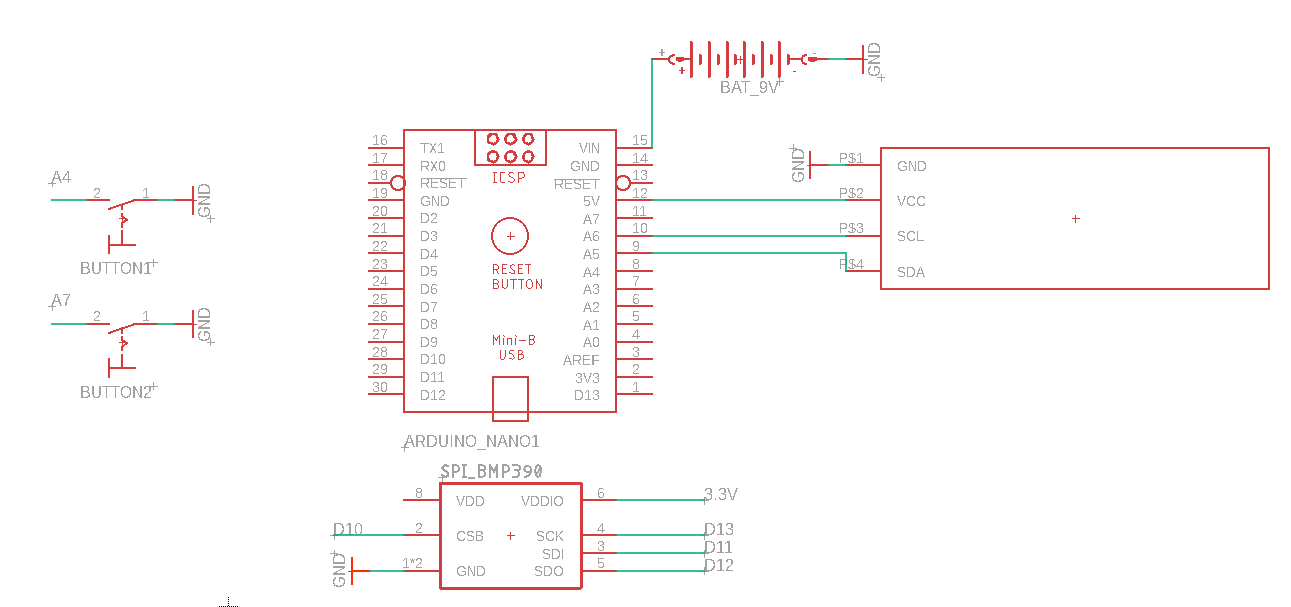 + -
+ -
BAT_9V
GND
16 TX1
17 RX0
18 RESET
19 GND
20 D2
21 D3
22 D4
23 D5
24 D6
25 D7
26 D8
27 D9
28 D10
29 D11
30 D12
ICSP
RESET
BUTTON
Mini-B
USB
VIN 15
GND 14
RESET 13
5V 12
A7 11
A6 10
A5 9
A4 8
A3 7
A2 6
A1 5
A0 4
AREF 3
3V3 2
D13 1
ARDUINO_NANO1
GND P$1 GND
P$2 VCC
P$3 SCL
P$4 SDA
A4
2 1
GND
BUTTON1
A7
2 1
GND
BUTTON2
SPI_BMP390
8 VDD VDDIO 6 3.3V
D10 2 CSB SCK 4 D13
SDI 3 D11
GND 1*2 GND SDO 5 D12